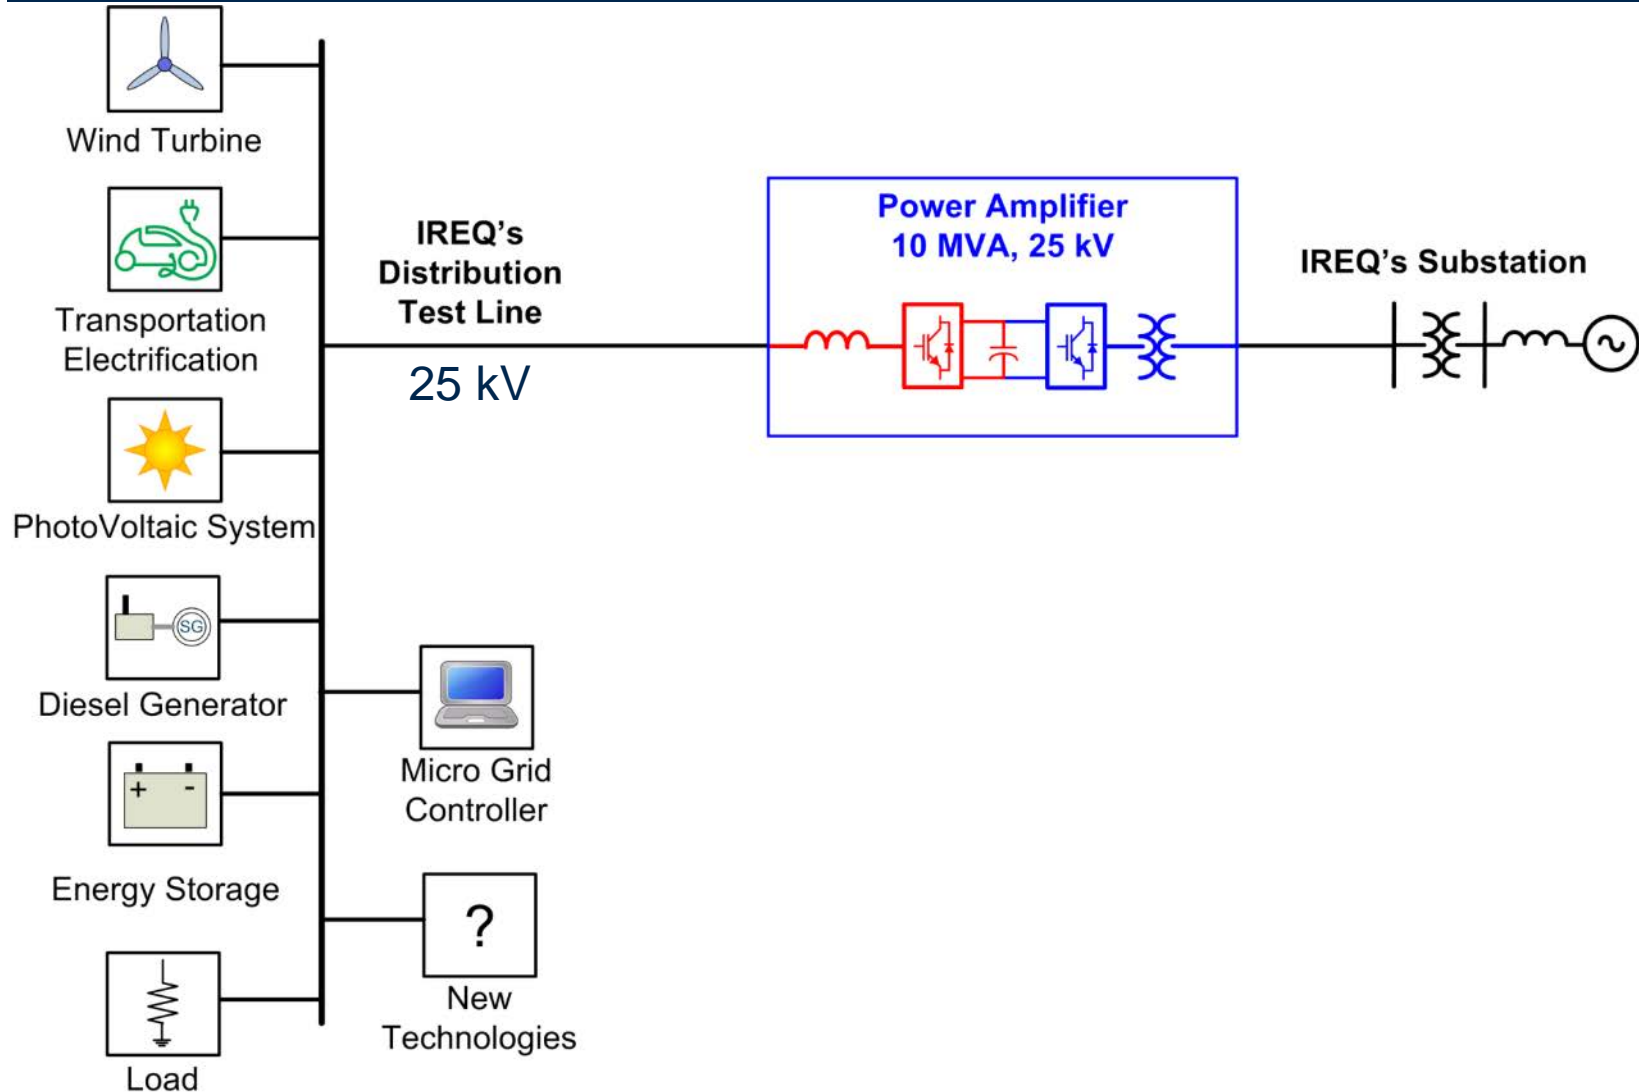 Wind Turbine
Transportation
Electrification
PhotoVoltaic System
SG
Diesel Generator
+ -
Energy Storage
Load
IREQ's
Distribution
Test Line
25 kV
Micro Grid
Controller
?
New
Technologies
Power Amplifier
10 MVA, 25 kV
IREQ's Substation